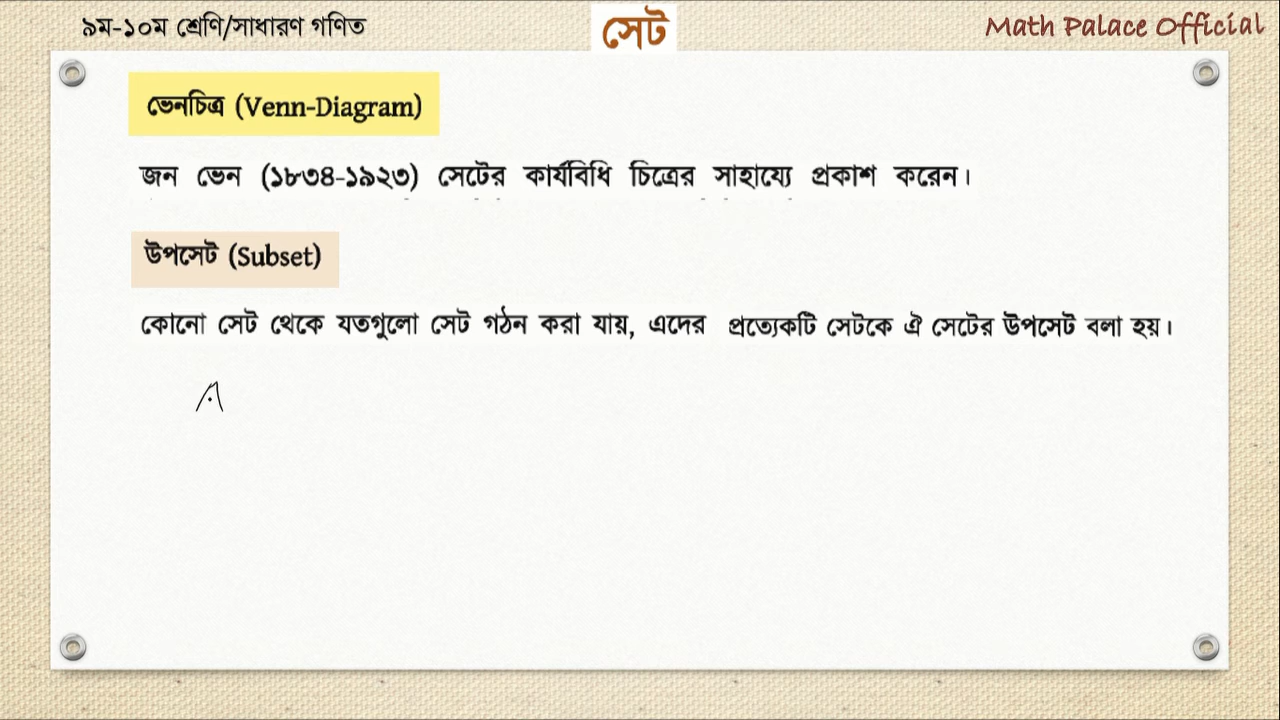 ৯ম-১০ম শ্রেণি/সাধারণ গণিত
সেট
Math Palace Official
ভেনচিত্র (Venn-Diagram)
জন ভেন (১৮৩৪-১৯২৩) সেটের কার্যবিধি চিত্রের সাহায্যে প্রকাশ করেন।
উপসেট (Subset)
কোনো সেট থেকে যতগুলো সেট গঠন করা যায়, এদের প্রত্যেকটি সেটকে ঐ সেটের উপসেট বলা হয়।
A